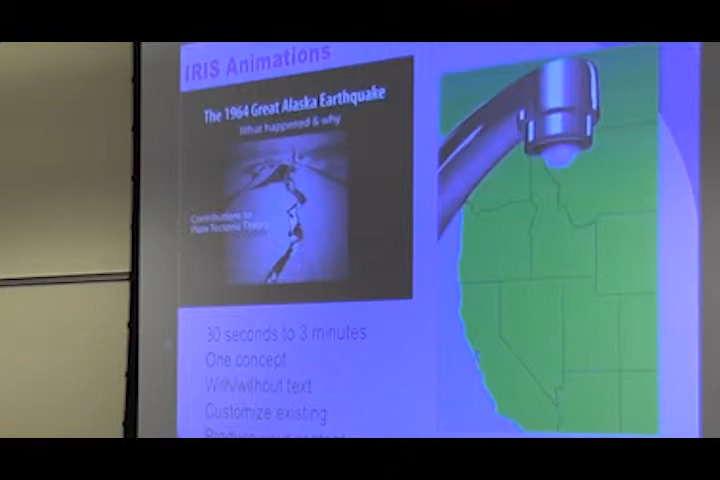 IRIS Animations
The 1964 Great Alaska Earthquake
What happened & why
Contributions to
Plate Tectonic Theory
30 seconds to 3 minutes
One concept
With/without text
Customize existing